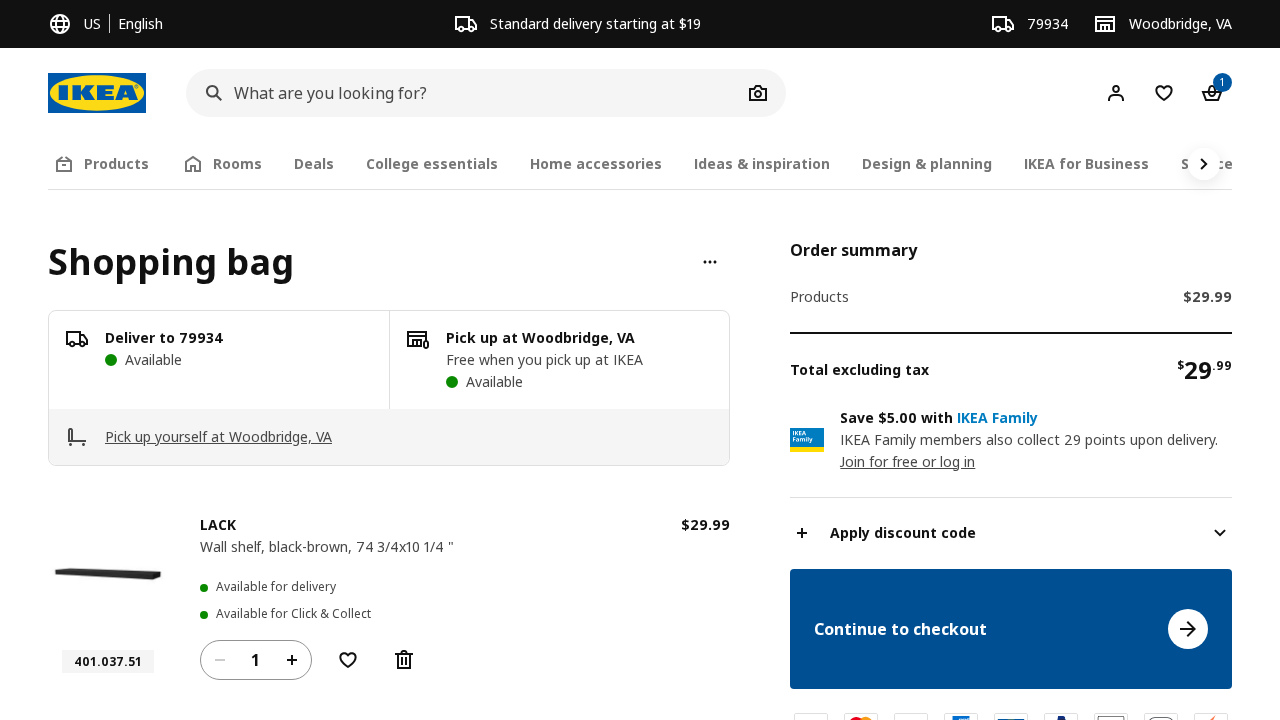 US English
Standard delivery starting at $19
79934
Woodbridge, VA
IKEA
What are you looking for?
1
Products
Rooms
Deals
College essentials
Home accessories
Ideas & inspiration
Design & planning
IKEA for Business
Shopping bag
Deliver to 79934
Available
Pick up at Woodbridge, VA
Free when you pick up at IKEA
Available
Pick up yourself at Woodbridge, VA
LACK
$29.99
Wall shelf, black-brown, 74 3/4x10 1/4 "
Available for delivery
Available for Click & Collect
401.037.51
1
Order summary
Products
$29.99
Total excluding tax
$29.99
IKEA
Family
Save $5.00 with IKEA Family
IKEA Family members also collect 29 points upon delivery.
Join for free or log in
Apply discount code
Continue to checkout